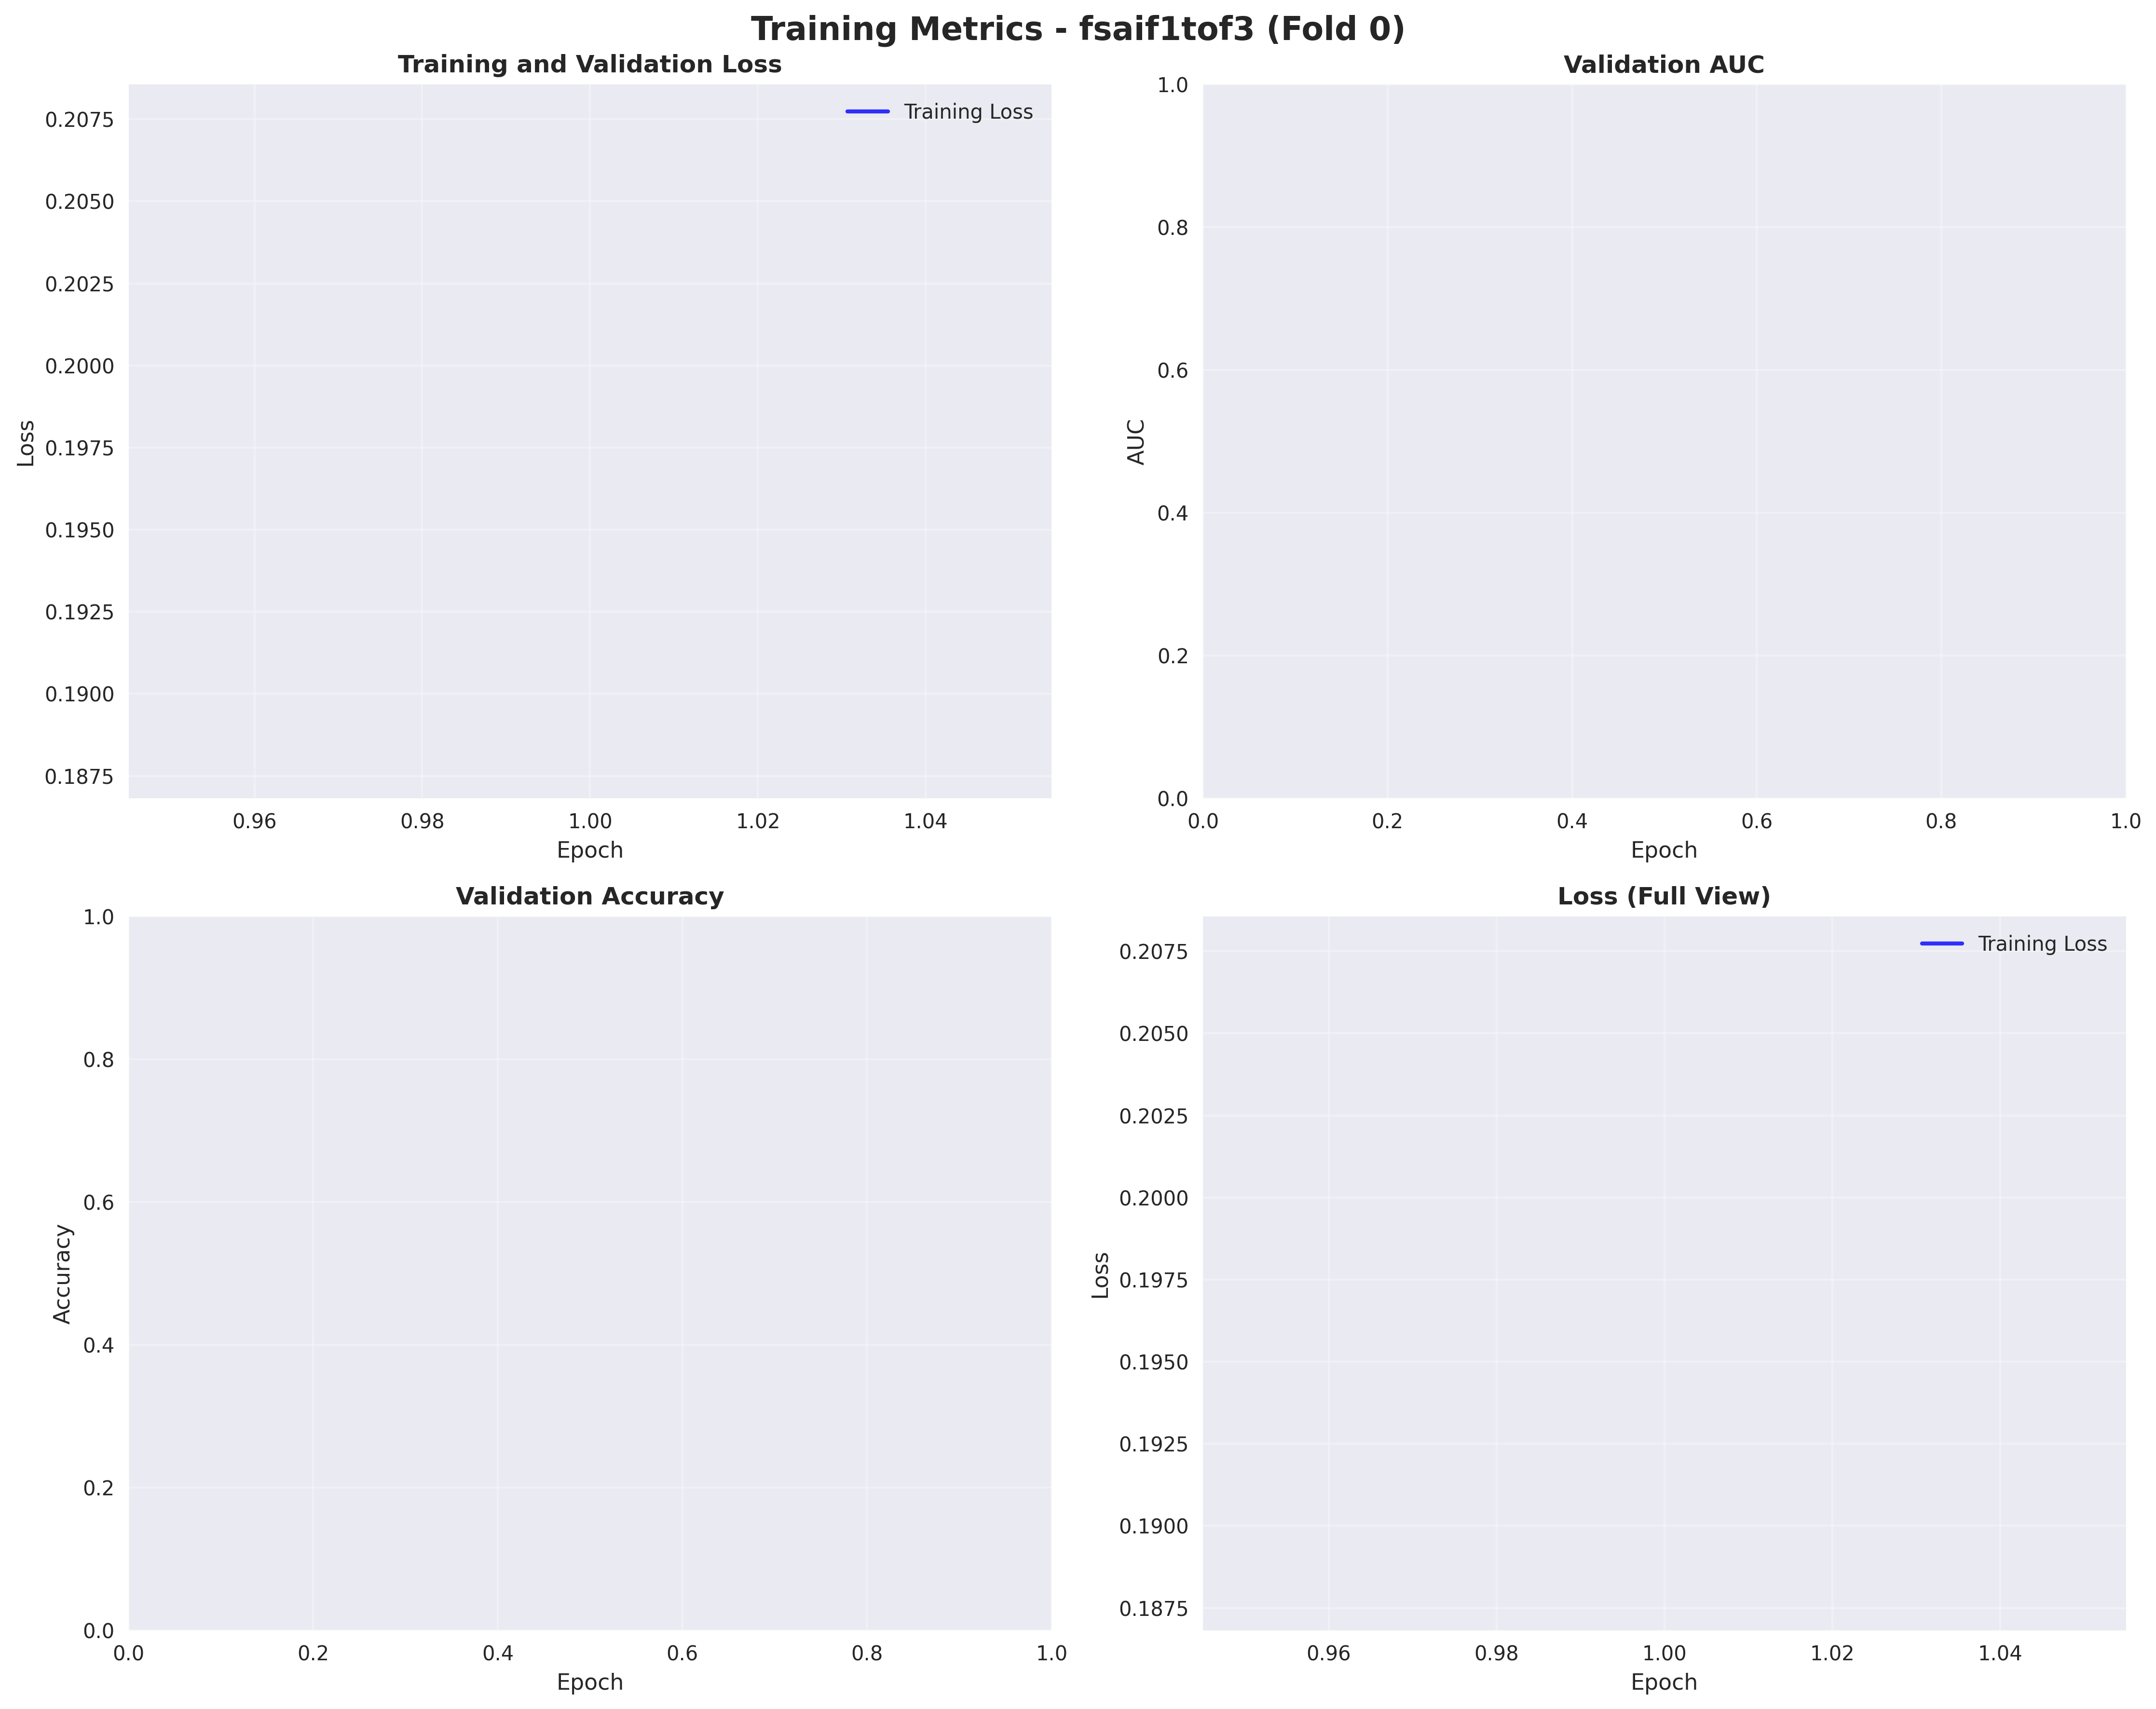 Training Metrics - fsaif1tof3 (Fold 0)
Training and Validation Loss
Training Loss
0.2075
0.2050
0.2025
0.2000
0.1975
0.1950
0.1925
0.1900
0.1875
Loss
0.96 0.98 1.00 1.02 1.04
Epoch
Validation AUC
1.0
0.8
0.6
0.4
0.2
0.0
AUC
0.0 0.2 0.4 0.6 0.8 1.0
Epoch
Validation Accuracy
1.0
0.8
0.6
0.4
0.2
0.0
Accuracy
0.0 0.2 0.4 0.6 0.8 1.0
Epoch
Loss (Full View)
Training Loss
0.2075
0.2050
0.2025
0.2000
0.1975
0.1950
0.1925
0.1900
0.1875
Loss
0.96 0.98 1.00 1.02 1.04
Epoch